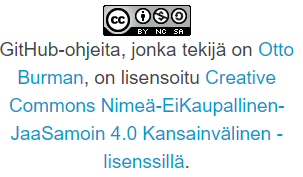 cc BY NC SA
GitHub-ohjeita, jonka tekijä on Otto
Burman, on lisensoitu Creative
Commons Nimeä-EiKaupallinen-
JaaSamoin 4.0 Kansainvälinen -
lisenssillä.